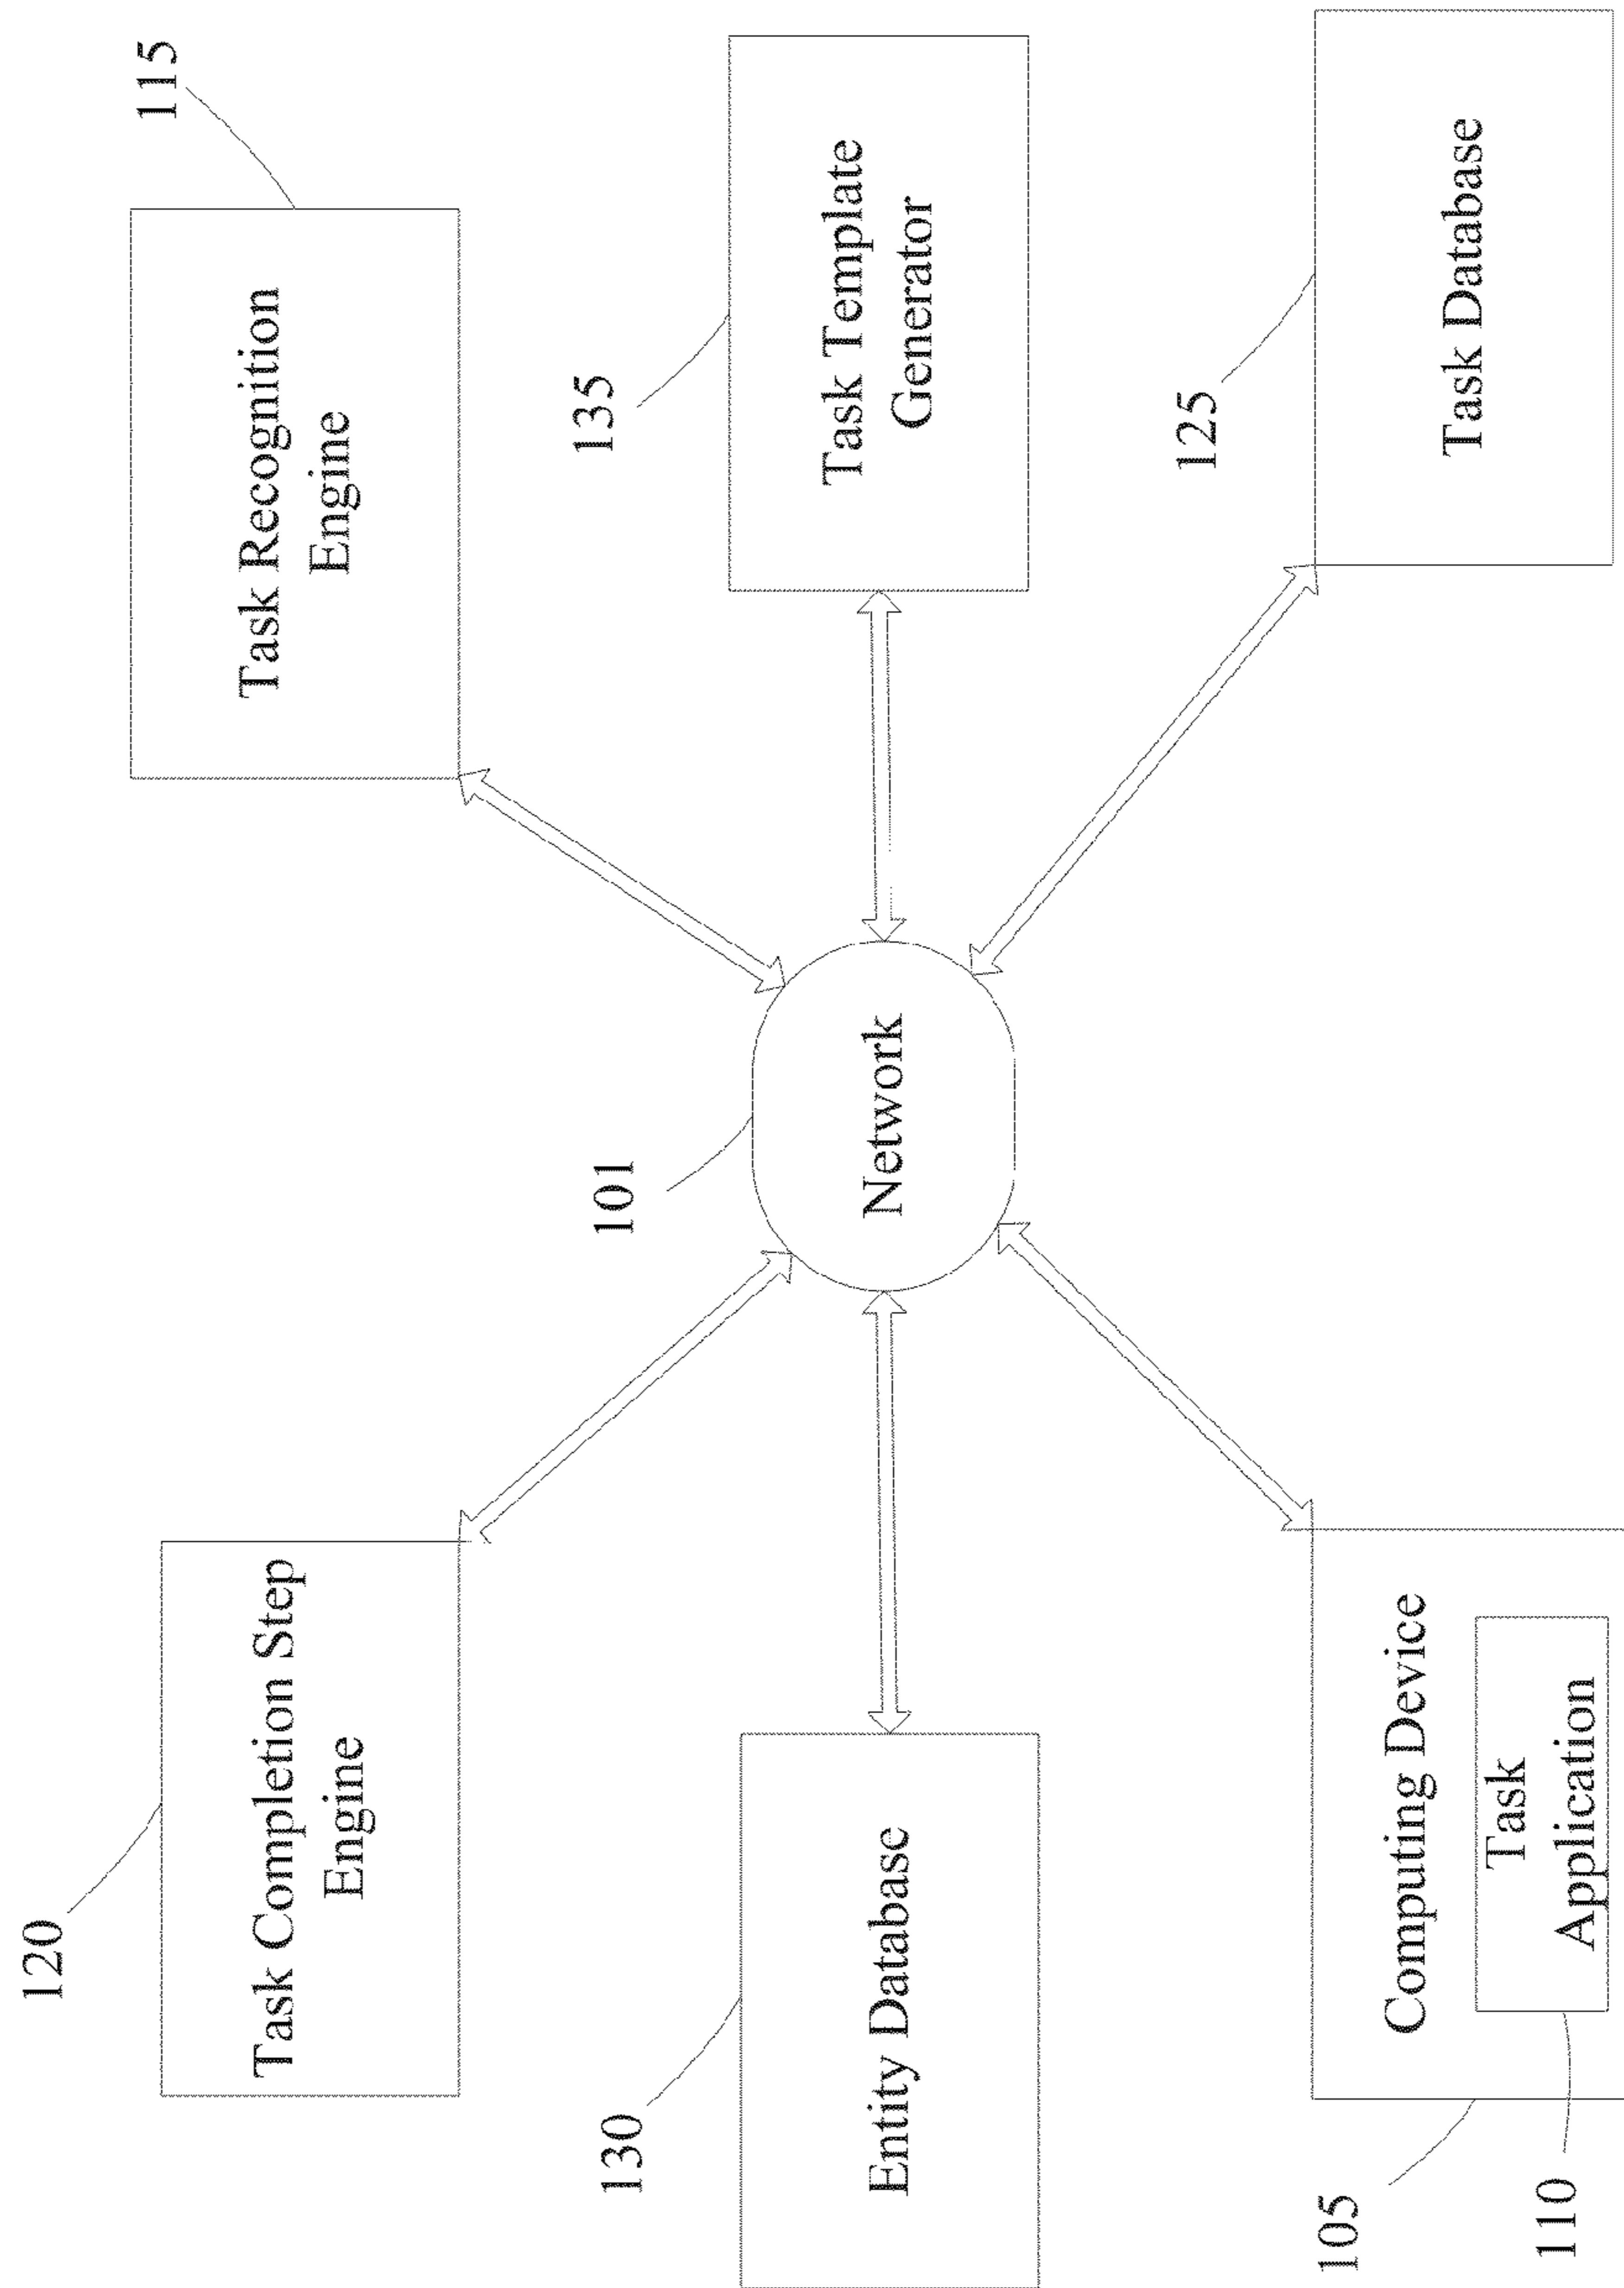 120
Task Completion Step
Engine
115
Task Recognition
Engine
130
Entity Database
101
Network
135
Task Template
Generator
105
Computing Device
110
Task
Application
125
Task Database